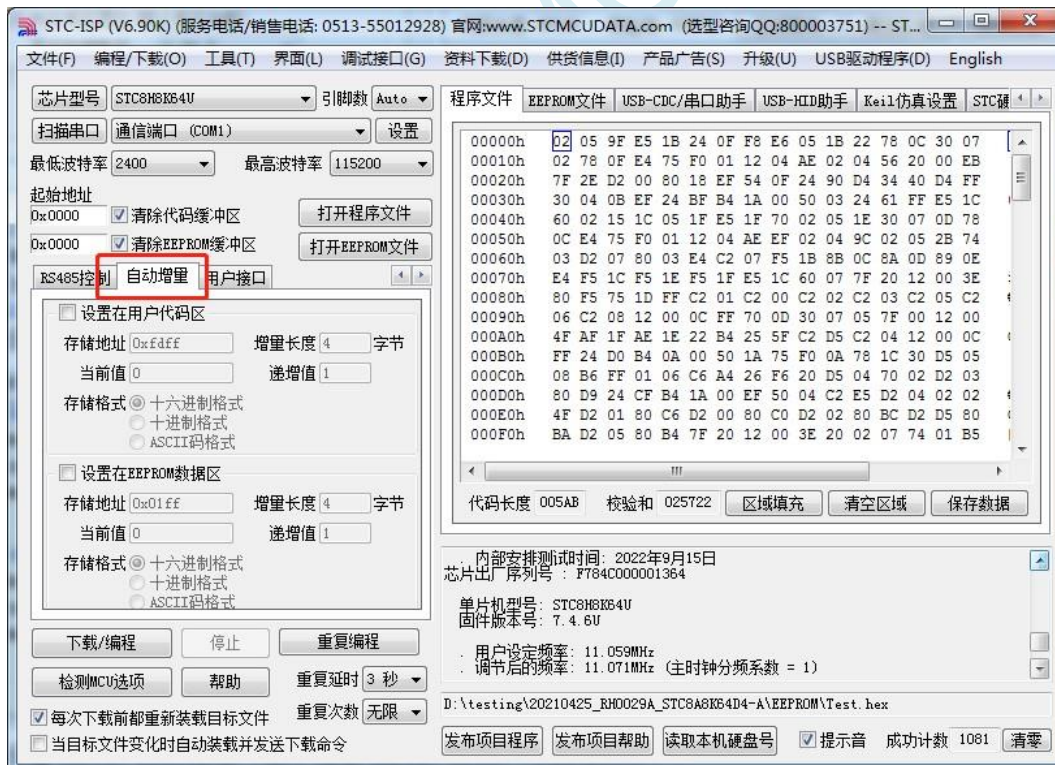 STC-ISP (V6.90K) (服务电话/销售电话: 0513-55012928) 官网:www.STCMCUDATA.com (选型咨询QQ:800003751) -- ST...
文件(F) 编程/下载(O) 工具(T) 界面(L) 调试接口(G) 资料下载(D) 供货信息(I) 产品广告(S) 升级(U) USB驱动程序(D) English
芯片型号 STC8H8K64U 引脚数 Auto
扫描串口 通信端口 (COM1) 设置
最低波特率 2400 最高波特率 115200
起始地址
0x0000 清除代码缓冲区 打开程序文件
0x0000 清除EEPROM缓冲区 打开EEPROM文件
RS485控制 自动增量 用户接口
设置在用户代码区
存储地址 0xfdff 增量长度 4 字节
当前值 0 递增值 1
存储格式 十六进制格式
十进制格式
ASCII码格式
设置在EEPROM数据区
存储地址 0x01ff 增量长度 4 字节
当前值 0 递增值 1
存储格式 十六进制格式
十进制格式
ASCII码格式
下载/编程 停止 重复编程
检测MCU选项 帮助 重复延时 3 秒
每次下载前都重新装载目标文件 重复次数 无限
当目标文件变化时自动装载并发送下载命令
程序文件 EEPROM文件 USB-CDC/串口助手 USB-HID助手 Keil仿真设置 STC硬
00000h 02 05 9F E5 1B 24 0F F8 E6 05 1B 22 78 0C 30 07
00010h 02 78 0F E4 75 F0 01 12 04 AE 02 04 56 20 00 EB
00020h 7F 2E D2 00 80 18 EF 54 0F 24 90 D4 34 40 D4 FF
00030h 30 04 0B EF 24 BF B4 1A 00 50 03 24 61 FF E5 1C
00040h 60 02 15 1C 05 1F E5 1F 70 02 05 1E 30 07 0D 78
00050h 0C E4 75 F0 01 12 04 AE EF 02 04 9C 02 05 2B 74
00060h 03 D2 07 80 03 E4 C2 07 F5 1B 8B 0C 8A 0D 89 0E
00070h E4 F5 1C F5 1E F5 1F E5 1C 60 07 7F 20 12 00 3E
00080h 80 F5 75 1D FF C2 01 C2 00 C2 02 C2 03 C2 05 C2
00090h 06 C2 08 12 00 0C FF 70 0D 30 07 05 7F 00 12 00
000A0h 4F AF 1F AE 1E 22 B4 25 5F C2 D5 C2 04 12 00 0C
000B0h FF 24 D0 B4 0A 00 50 1A 75 F0 0A 78 1C 30 D5 05
000C0h 08 B6 FF 01 06 C6 A4 26 F6 20 D5 04 70 02 D2 03
000D0h 80 D9 24 CF B4 1A 00 EF 50 04 C2 E5 D2 04 02 02
000E0h 4F D2 01 80 C6 D2 00 80 C0 D2 02 80 BC D2 D5 80
000F0h BA D2 05 80 B4 7F 20 12 00 3E 20 02 07 74 01 B5
代码长度 005AB 校验和 025722 区域填充 清空区域 保存数据
. 内部安排测试时间: 2022年9月15日
芯片出厂序列号 : F784C000001364
单片机型号: STC8H8K64U
固件版本号: 7.4.6U
. 用户设定频率: 11.059MHz
. 调节后的频率: 11.071MHz (主时钟分频系数 = 1)
D:\testing\20210425_RH0029A_STC8A8K64D4-A\EEPROM\Test.hex
发布项目程序 发布项目帮助 读取本机硬盘号 提示音 成功计数 1081 清零